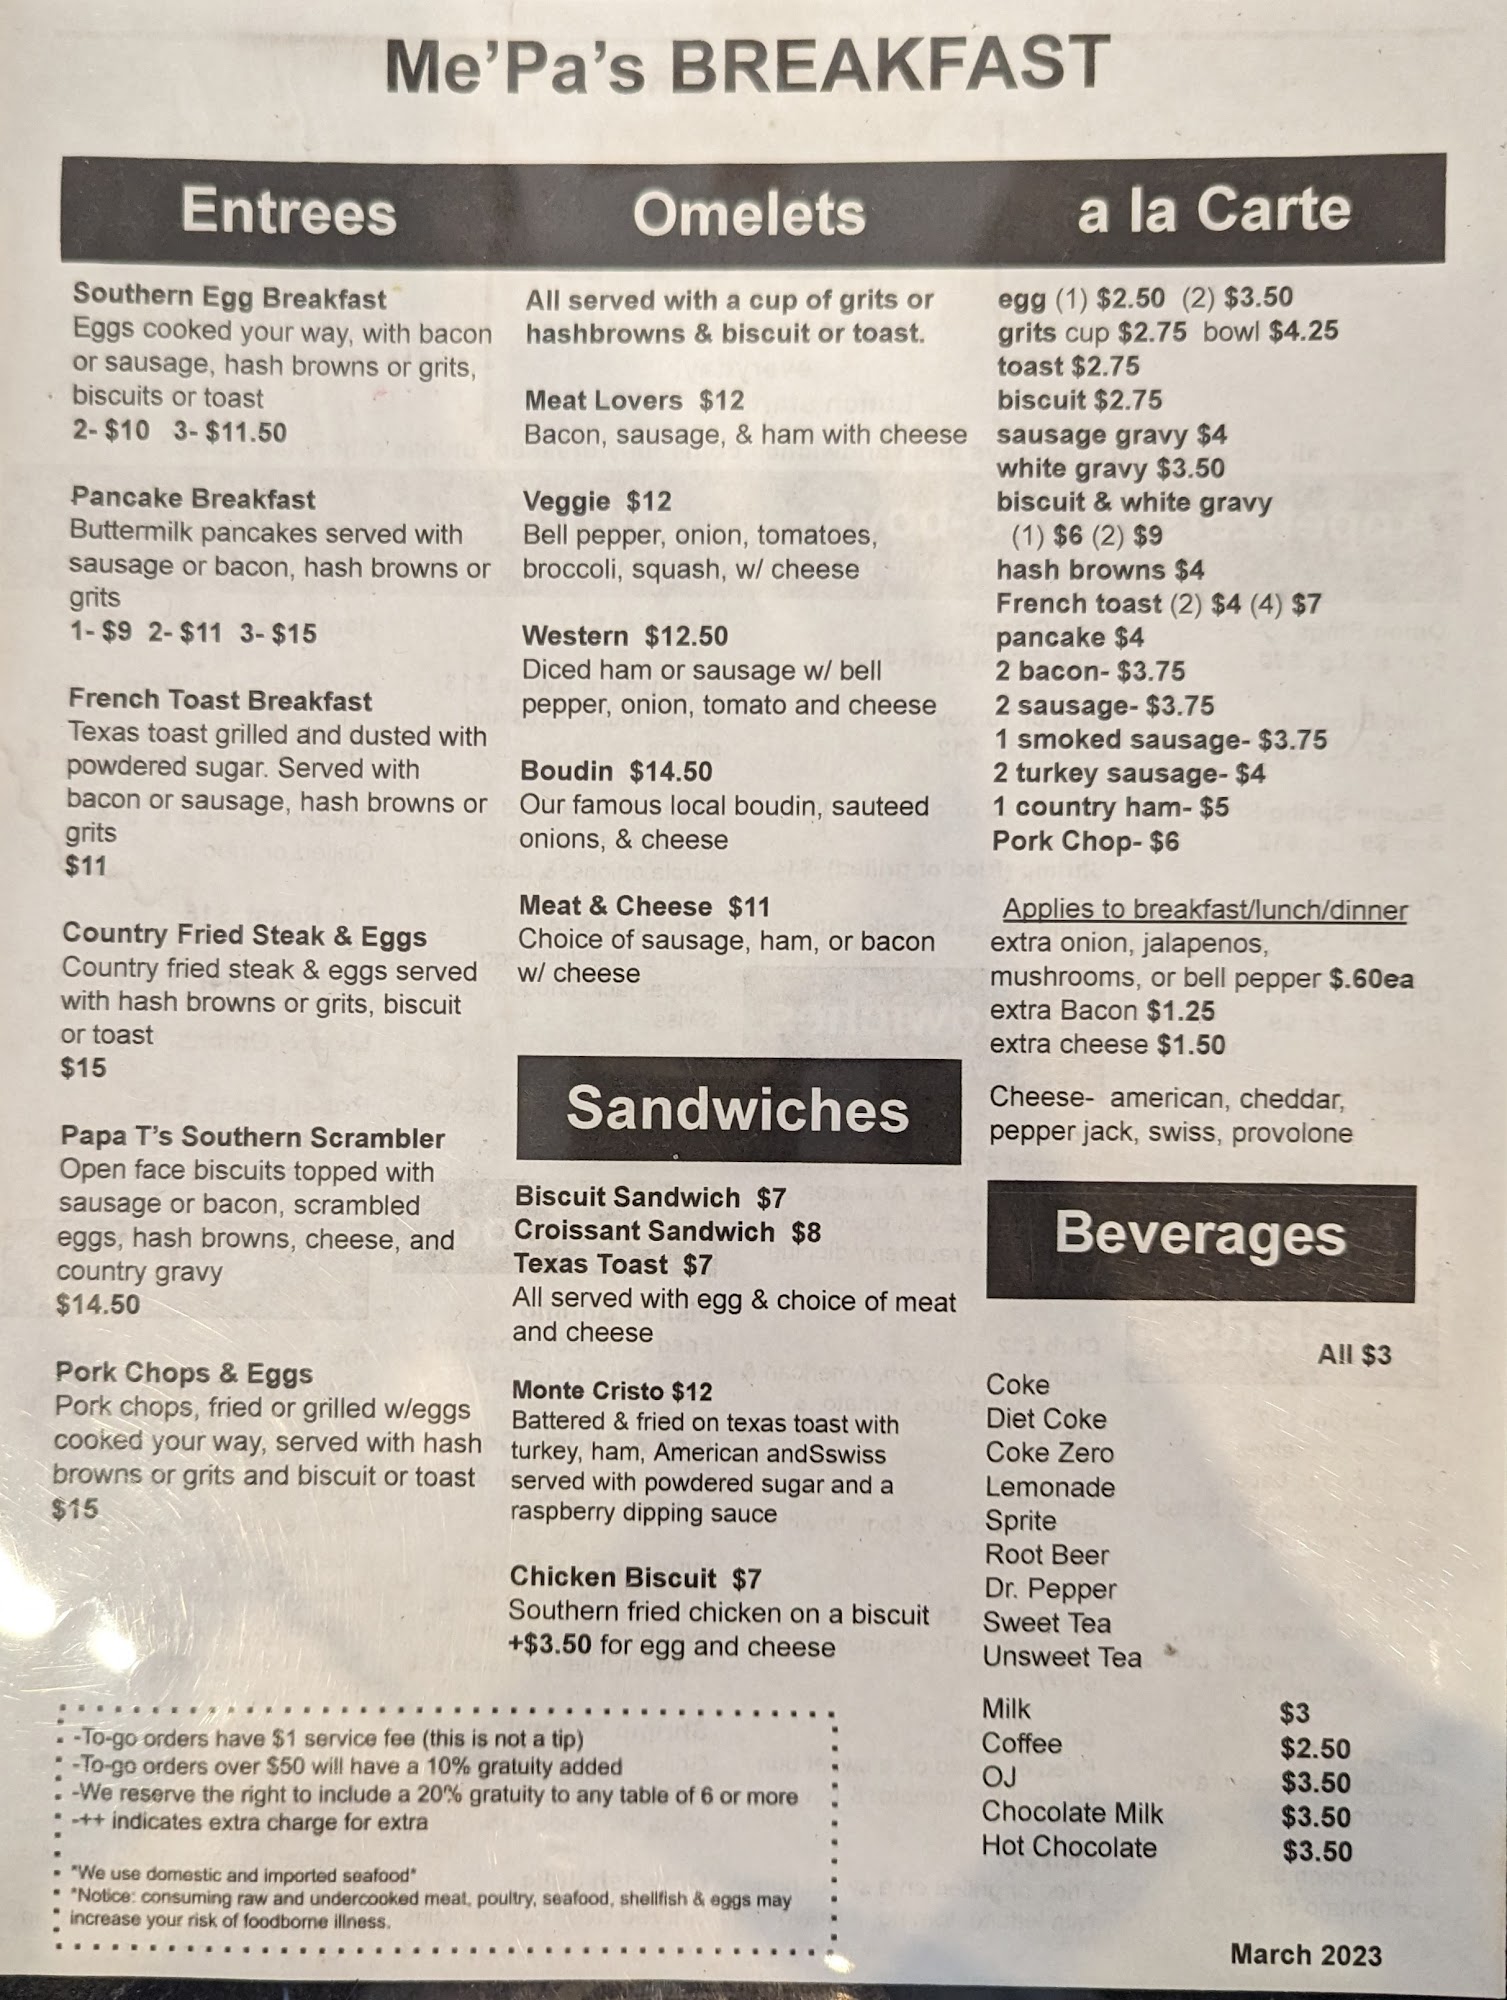 Me'Pa's BREAKFAST
Entrees
Southern Egg Breakfast
Eggs cooked your way, with bacon
or sausage, hash browns or grits,
biscuits or toast
2- $10 3- $11.50
Pancake Breakfast
Buttermilk pancakes served with
sausage or bacon, hash browns or
grits
1- $9 2- $11 3- $15
French Toast Breakfast
Texas toast grilled and dusted with
powdered sugar. Served with
bacon or sausage, hash browns or
grits
$11
Country Fried Steak & Eggs
Country fried steak & eggs served
with hash browns or grits, biscuit
or toast
$15
Papa T's Southern Scrambler
Open face biscuits topped with
sausage or bacon, scrambled
eggs, hash browns, cheese, and
country gravy
$14.50
Pork Chops & Eggs
Pork chops, fried or grilled w/eggs
cooked your way, served with hash
browns or grits and biscuit or toast
$15
Omelets
All served with a cup of grits or
hashbrowns & biscuit or toast.
Meat Lovers $12
Bacon, sausage, & ham with cheese
Veggie $12
Bell pepper, onion, tomatoes,
broccoli, squash, w/ cheese
Western $12.50
Diced ham or sausage w/ bell
pepper, onion, tomato and cheese
Boudin $14.50
Our famous local boudin, sauteed
onions, & cheese
Meat & Cheese $11
Choice of sausage, ham, or bacon
w/ cheese
Sandwiches
Biscuit Sandwich $7
Croissant Sandwich $8
Texas Toast $7
All served with egg & choice of meat
and cheese
Monte Cristo $12
Battered & fried on texas toast with
turkey, ham, American andSswiss
served with powdered sugar and a
raspberry dipping sauce
Chicken Biscuit $7
Southern fried chicken on a biscuit
+$3.50 for egg and cheese
a la Carte
egg (1) $2.50 (2) $3.50
grits cup $2.75 bowl $4.25
toast $2.75
biscuit $2.75
sausage gravy $4
white gravy $3.50
biscuit & white gravy
(1) $6 (2) $9
hash browns $4
French toast (2) $4 (4) $7
pancake $4
2 bacon- $3.75
2 sausage- $3.75
1 smoked sausage- $3.75
2 turkey sausage- $4
1 country ham- $5
Pork Chop- $6
Applies to breakfast/lunch/dinner
extra onion, jalapenos,
mushrooms, or bell pepper $.60ea
extra Bacon $1.25
extra cheese $1.50
Cheese- american, cheddar,
pepper jack, swiss, provolone
Beverages
All $3
Coke
Diet Coke
Coke Zero
Lemonade
Sprite
Root Beer
Dr. Pepper
Sweet Tea
Unsweet Tea
Milk $3
Coffee $2.50
OJ $3.50
Chocolate Milk $3.50
Hot Chocolate $3.50
-To-go orders have $1 service fee (this is not a tip)
-To-go orders over $50 will have a 10% gratuity added
-We reserve the right to include a 20% gratuity to any table of 6 or more
-++ indicates extra charge for extra
*We use domestic and imported seafood*
*Notice: consuming raw and undercooked meat, poultry, seafood, shellfish & eggs may
increase your risk of foodborne illness.
March 2023